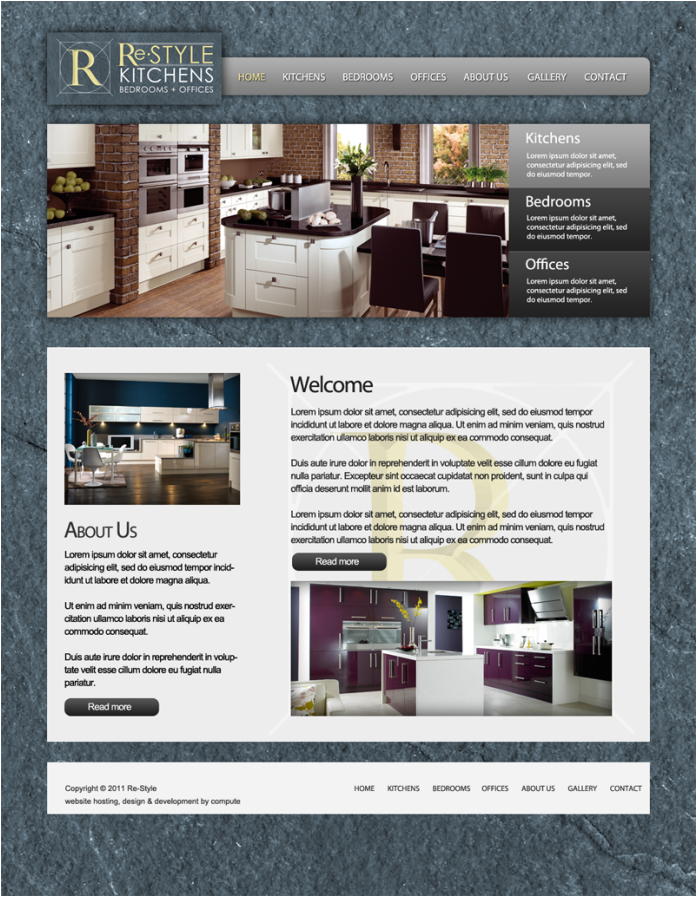 R Re·STYLE
KITCHENS
BEDROOMS + OFFICES
HOME KITCHENS BEDROOMS OFFICES ABOUT US GALLERY CONTACT
Kitchens
Lorem ipsum dolor sit amet,
consectetur adipisicing elit, sed
do eiusmod tempor.
Bedrooms
Lorem ipsum dolor sit amet,
consectetur adipisicing elit, sed
do eiusmod tempor.
Offices
Lorem ipsum dolor sit amet,
consectetur adipisicing elit, sed
do eiusmod tempor.
About Us
Lorem ipsum dolor sit amet, consectetur
adipisicing elit, sed do eiusmod tempor incid-
idunt ut labore et dolore magna aliqua.
Ut enim ad minim veniam, quis nostrud exer-
citation ullamco laboris nisi ut aliquip ex ea
commodo consequat.
Duis aute irure dolor in reprehenderit in volup-
tate velit esse cillum dolore eu fugiat nulla
pariatur.
Read more
Welcome
Lorem ipsum dolor sit amet, consectetur adipisicing elit, sed do eiusmod tempor
incididunt ut labore et dolore magna aliqua. Ut enim ad minim veniam, quis nostrud
exercitation ullamco laboris nisi ut aliquip ex ea commodo consequat.
Duis aute irure dolor in reprehenderit in voluptate velit esse cillum dolore eu fugiat
nulla pariatur. Excepteur sint occaecat cupidatat non proident, sunt in culpa qui
officia deserunt mollit anim id est laborum.
Lorem ipsum dolor sit amet, consectetur adipisicing elit, sed do eiusmod tempor
incididunt ut labore et dolore magna aliqua. Ut enim ad minim veniam, quis nostrud
exercitation ullamco laboris nisi ut aliquip ex ea commodo consequat.
Read more
Copyright © 2011 Re-Style
website hosting, design & development by compute
HOME KITCHENS BEDROOMS OFFICES ABOUT US GALLERY CONTACT